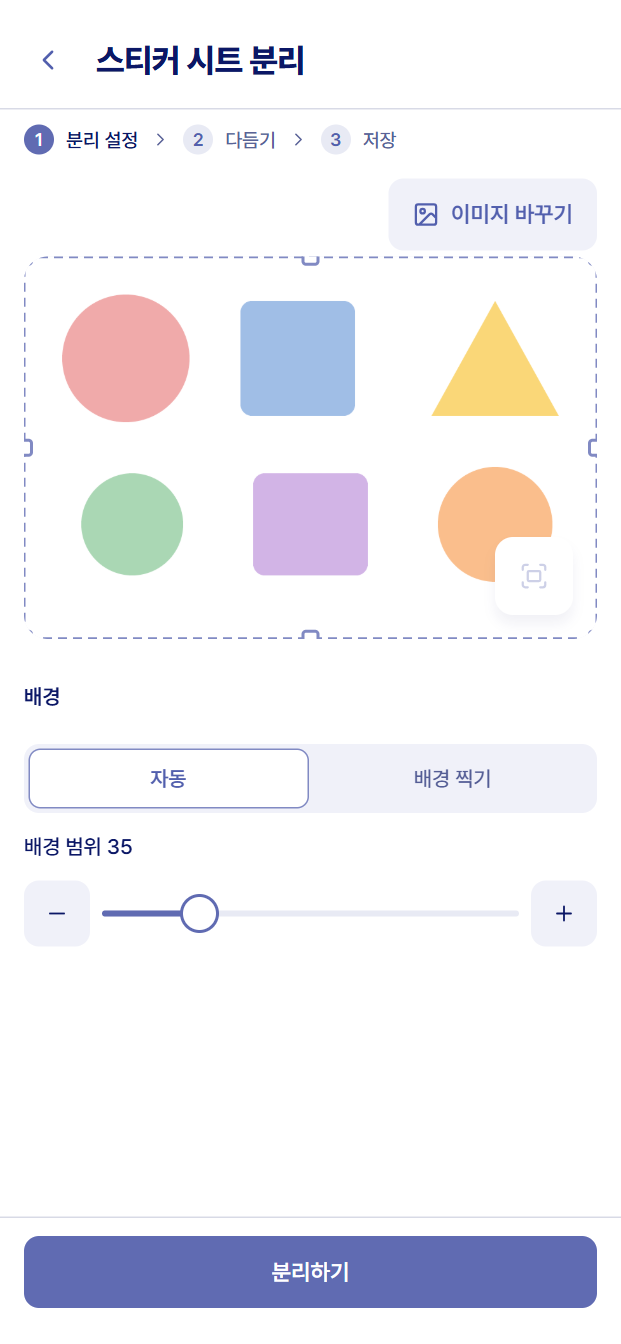 스티커 시트 분리
1 분리 설정 2 다듬기 3 저장
이미지 바꾸기
배경
자동 배경 찍기
배경 범위 35
분리하기